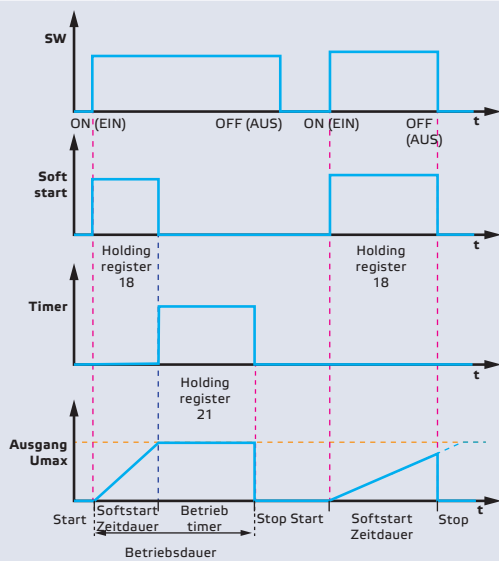 SW
ON (EIN) OFF (AUS) ON (EIN) OFF
(AUS)
t
Soft
start
t
Holding
register
18
Holding
register
18
Timer
t
Holding
register
21
Ausgang
Umax
t
Start Softstart
Zeitdauer
Betrieb
timer
Stop Start Softstart
Zeitdauer
Stop
Betriebsdauer